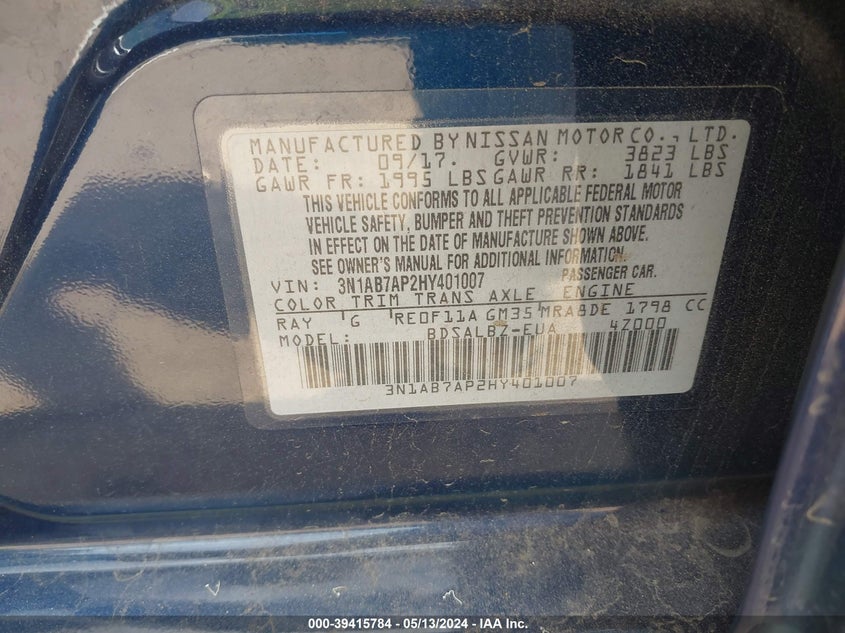 MANUFACTURED BY NISSAN MOTOR CO., LTD.
DATE: 09/17. GVWR: 3823 LBS
GAWR FR: 1995 LBS GAWR RR: 1841 LBS
THIS VEHICLE CONFORMS TO ALL APPLICABLE FEDERAL MOTOR
VEHICLE SAFETY, BUMPER AND THEFT PREVENTION STANDARDS
IN EFFECT ON THE DATE OF MANUFACTURE SHOWN ABOVE.
SEE OWNER'S MANUAL FOR ADDITIONAL INFORMATION.
VIN: 3N1AB7AP2HY401007 PASSENGER CAR.
COLOR TRIM TRANS AXLE ENGINE
RAY G RE0F11A GM35 MRA8DE 1798 CC
MODEL: BDSALBZ-EUA 4Z000
3N1AB7AP2HY401007
000-39415784 - 05/13/2024 - IAA Inc.